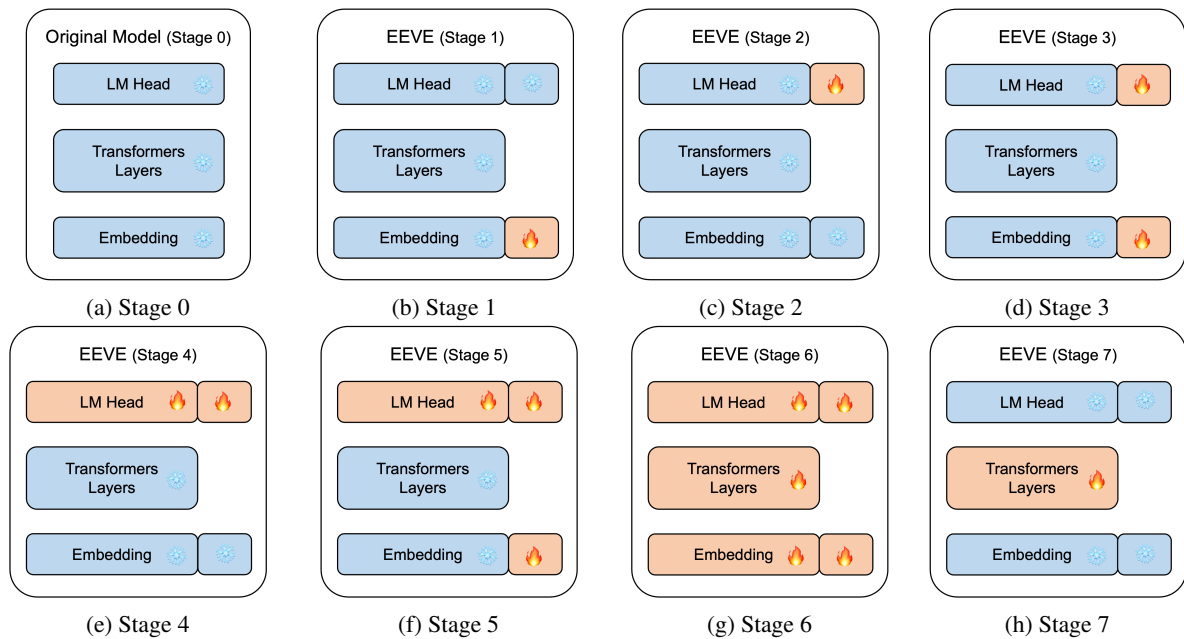 Original Model (Stage 0)
LM Head
Transformers
Layers
Embedding
(a) Stage 0
EEVE (Stage 1)
LM Head
Transformers
Layers
Embedding
(b) Stage 1
EEVE (Stage 2)
LM Head
Transformers
Layers
Embedding
(c) Stage 2
EEVE (Stage 3)
LM Head
Transformers
Layers
Embedding
(d) Stage 3
EEVE (Stage 4)
LM Head
Transformers
Layers
Embedding
(e) Stage 4
EEVE (Stage 5)
LM Head
Transformers
Layers
Embedding
(f) Stage 5
EEVE (Stage 6)
LM Head
Transformers
Layers
Embedding
(g) Stage 6
EEVE (Stage 7)
LM Head
Transformers
Layers
Embedding
(h) Stage 7